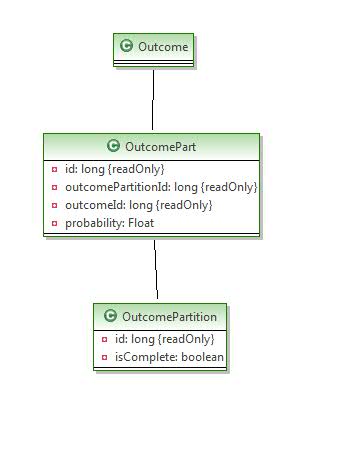 C Outcome
C OutcomePart
id: long {readOnly}
outcomePartitionId: long {readOnly}
outcomeId: long {readOnly}
probability: Float
C OutcomePartition
id: long {readOnly}
isComplete: boolean